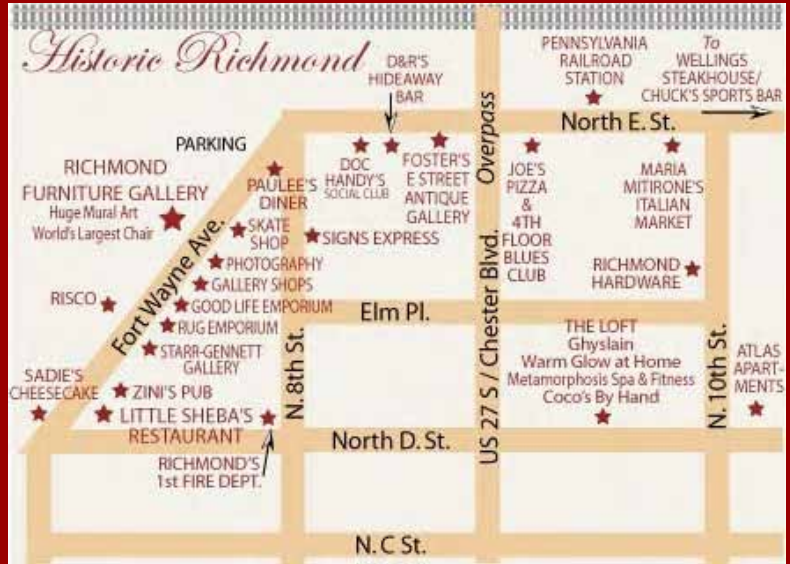 Historic Richmond
D&R'S
HIDEAWAY
BAR
PENNSYLVANIA
RAILROAD
STATION
To
WELLINGS
STEAKHOUSE/
CHUCK'S SPORTS BAR
Overpass
North E. St.
PARKING
RICHMOND
FURNITURE GALLERY
Huge Mural Art
World's Largest Chair
PAULEE'S
DINER
DOC
HANDY'S
SOCIAL CLUB
FOSTER'S
E STREET
ANTIQUE
GALLERY
JOE'S
PIZZA
&
4TH
FLOOR
BLUES
CLUB
MARIA
MITIRONE'S
ITALIAN
MARKET
SKATE
SHOP
SIGNS EXPRESS
PHOTOGRAPHY
GALLERY SHOPS
RICHMOND
HARDWARE
RISCO
GOOD LIFE EMPORIUM
RUG EMPORIUM
Fort Wayne Ave.
Elm Pl.
STARR-GENNETT
GALLERY
THE LOFT
Ghyslain
Warm Glow at Home
Metamorphosis Spa & Fitness
Coco's By Hand
ATLAS
APART-
MENTS
SADIE'S
CHEESECAKE
ZINI'S PUB
LITTLE SHEBA'S
RESTAURANT
N. 8th St.
US 27 S / Chester Blvd.
N. 10th St.
North D. St.
RICHMOND'S
1st FIRE DEPT.
N. C St.